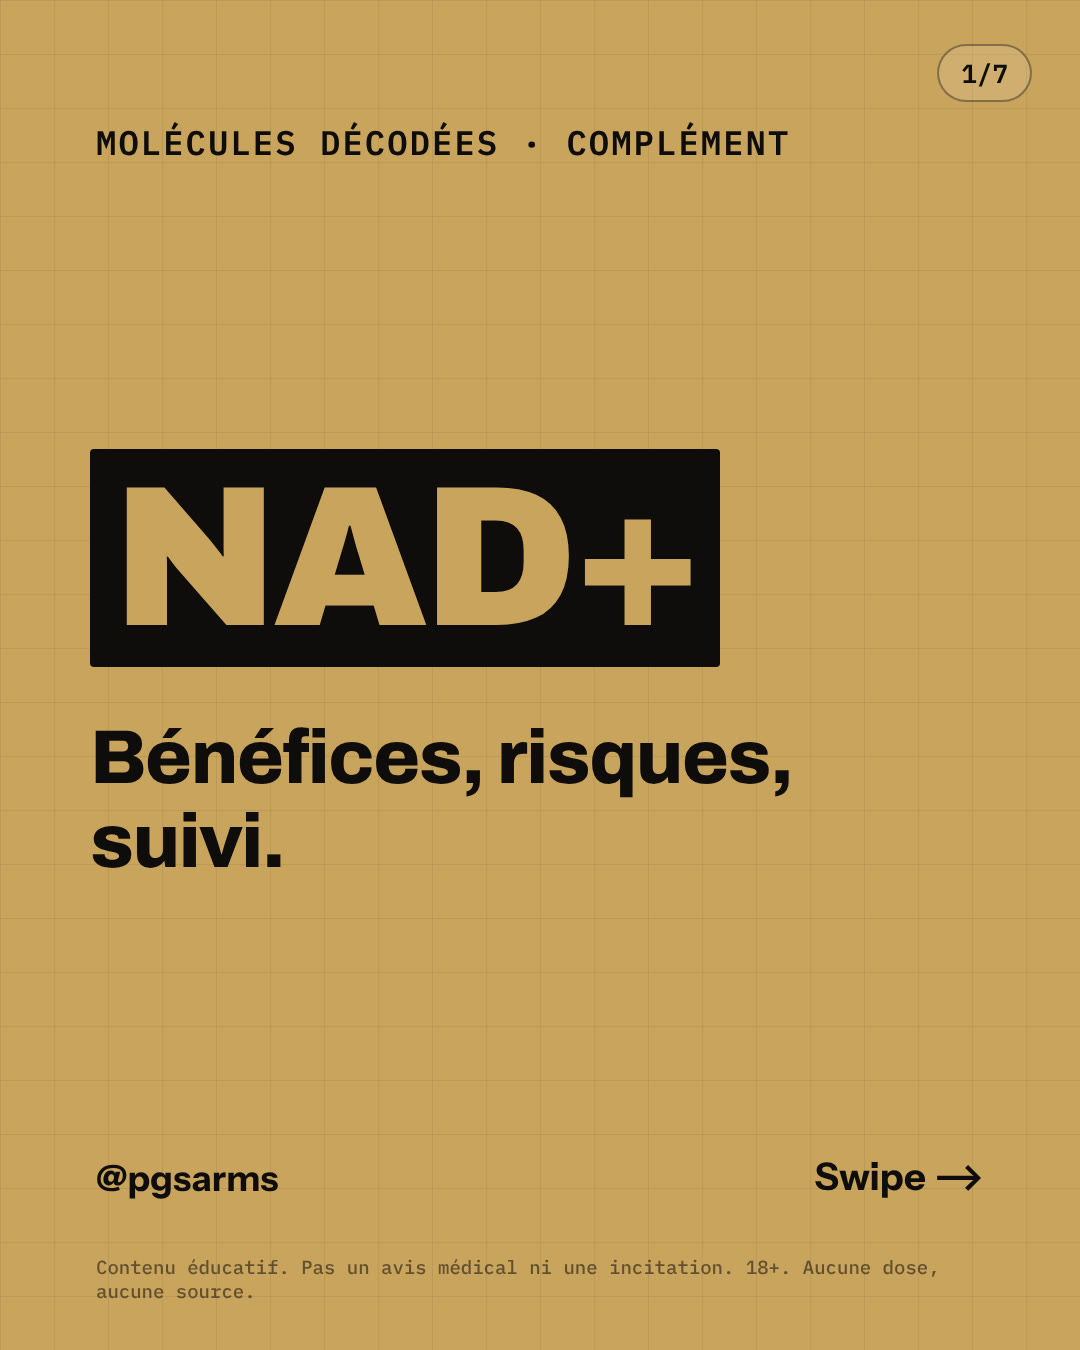 1/7
MOLÉCULES DÉCODÉES · COMPLÉMENT
NAD+
Bénéfices, risques,
suivi.
@pgsarms
Swipe →
Contenu éducatif. Pas un avis médical ni une incitation. 18+. Aucune dose,
aucune source.